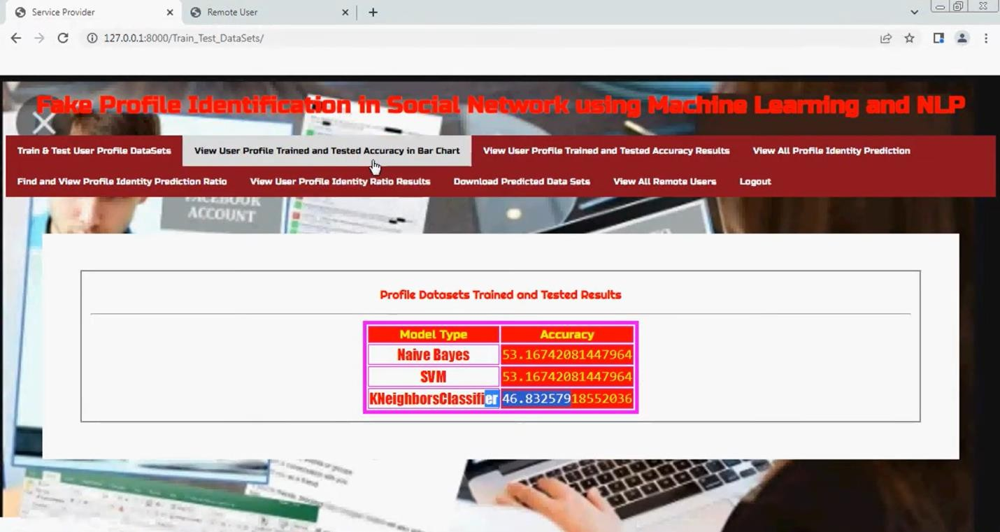 Service Provider
Remote User
127.0.0.1:8000/Train_Test_DataSets/
Fake Profile Identification in Social Network using Machine Learning and NLP
Train & Test User Profile DataSets View User Profile Trained and Tested Accuracy in Bar Chart View User Profile Trained and Tested Accuracy Results View All Profile Identity Prediction
Find and View Profile Identity Prediction Ratio View User Profile Identity Ratio Results Download Predicted Data Sets View All Remote Users Logout
FACEBOOK
ACCOUNT
Profile Datasets Trained and Tested Results
Model Type Accuracy
Naive Bayes 53.16742081447964
SVM 53.16742081447964
KNeighborsClassifier 46.83257918552036